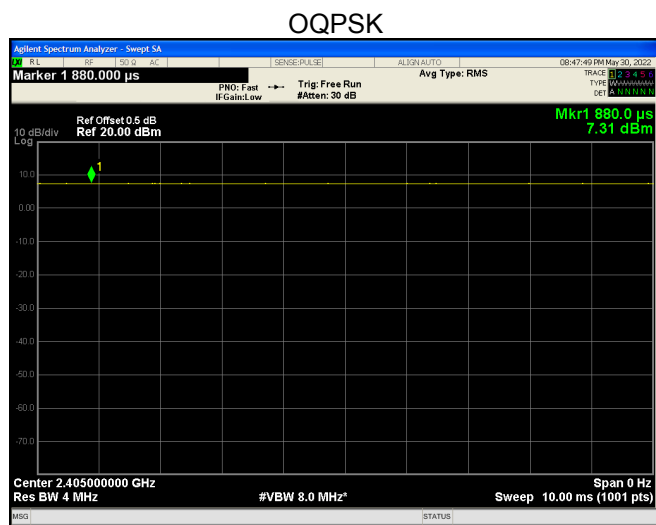 OQPSK
Agilent Spectrum Analyzer - Swept SA
LXI RL RF 50 Ω AC SENSE:PULSE ALIGN AUTO 08:47:49 PM May 30, 2022
Marker 1 880.000 μs Avg Type: RMS TRACE 1 2 3 4 5 6
PNO: Fast Trig: Free Run TYPE
IFGain:Low #Atten: 30 dB DET A N N N N N
Mkr1 880.0 μs
Ref Offset 0.5 dB
10 dB/div Ref 20.00 dBm 7.31 dBm
Log
1
10.0
0.00
-10.0
-20.0
-30.0
-40.0
-50.0
-60.0
-70.0
Center 2.405000000 GHz Span 0 Hz
Res BW 4 MHz #VBW 8.0 MHz* Sweep 10.00 ms (1001 pts)
MSG STATUS